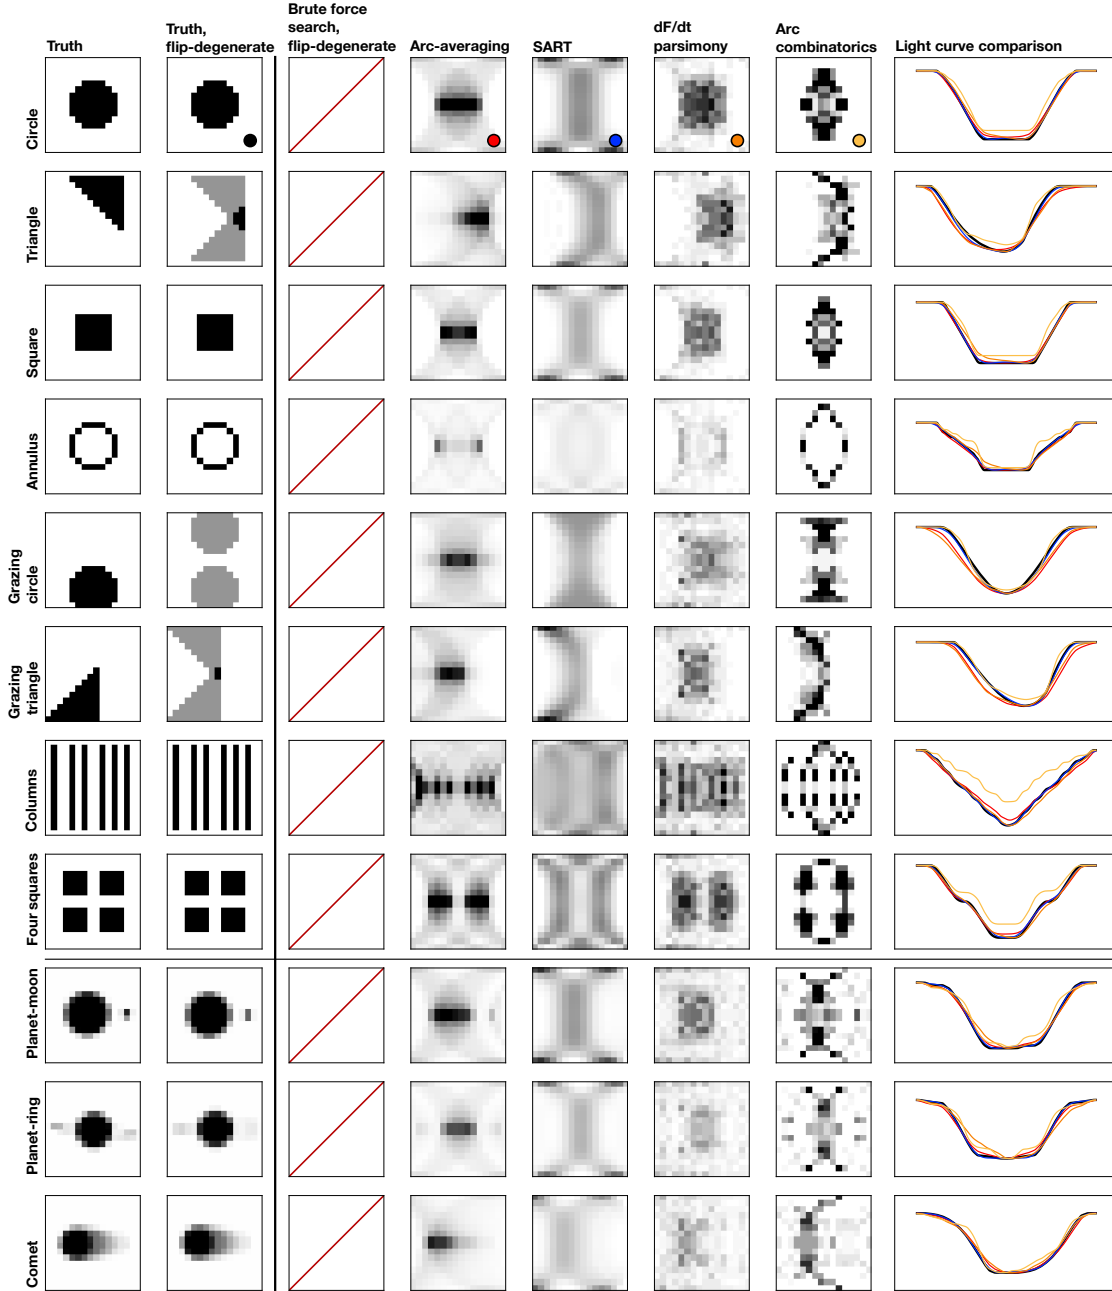 Truth
Truth,
flip-degenerate
Brute force
search,
flip-degenerate
Arc-averaging
SART
dF/dt
parsimony
Arc
combinatorics
Light curve comparison
Circle
Triangle
Square
Annulus
Grazing
circle
Grazing
triangle
Columns
Four squares
Planet-moon
Planet-ring
Comet